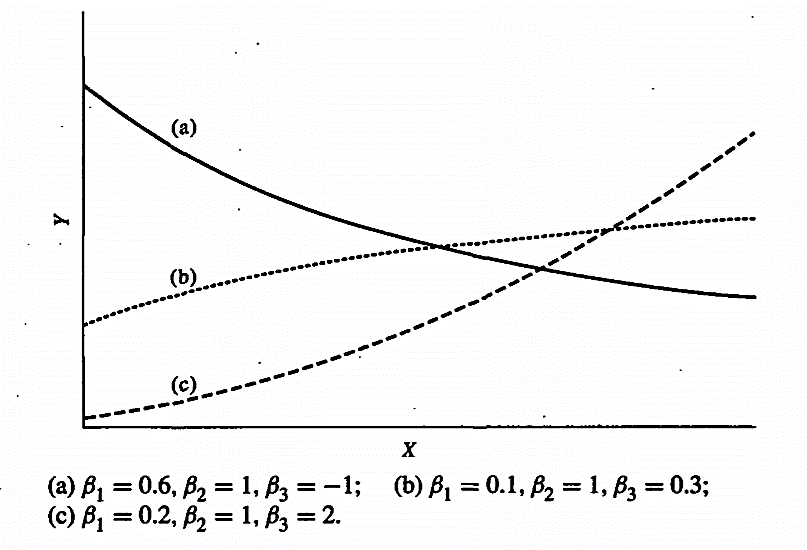 (a)
Y
(b)
(c)
X
(a) β₁ = 0.6, β₂ = 1, β₃ = −1; (b) β₁ = 0.1, β₂ = 1, β₃ = 0.3;
(c) β₁ = 0.2, β₂ = 1, β₃ = 2.